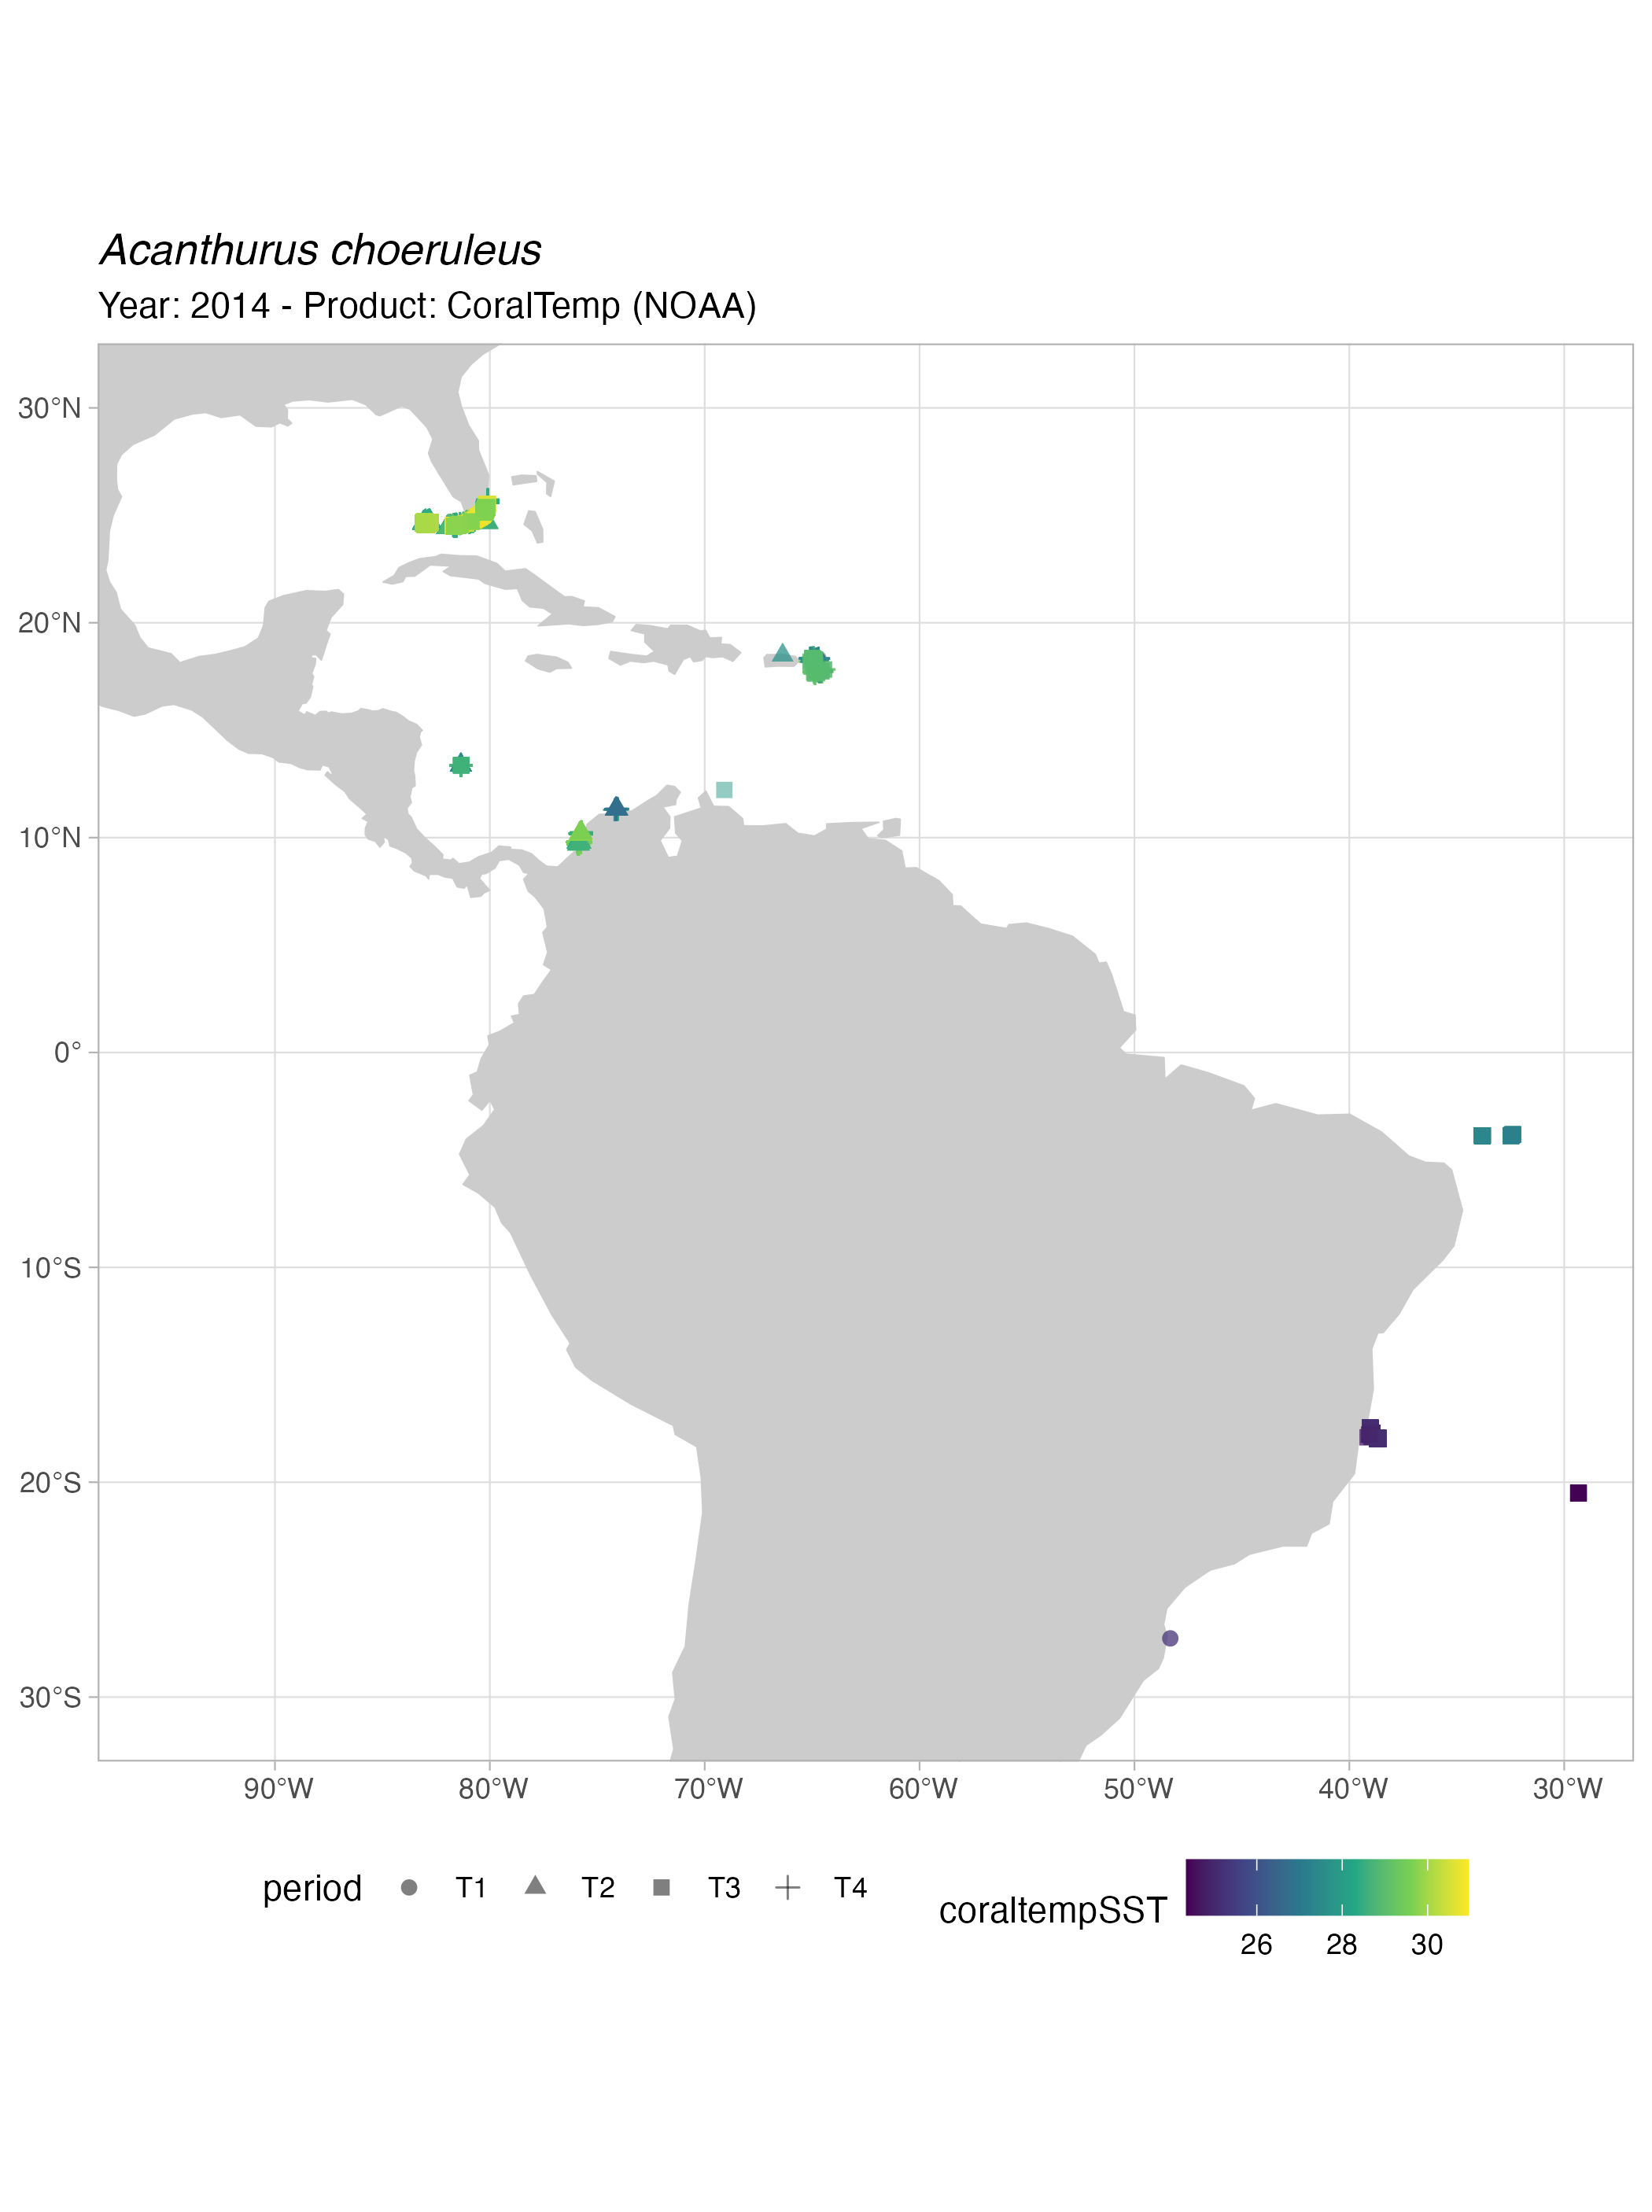 Acanthurus choeruleus
Year: 2014 - Product: CoralTemp (NOAA)
30°N
20°N
10°N
0°
10°S
20°S
30°S
90°W 80°W 70°W 60°W 50°W 40°W 30°W
period T1 T2 T3 T4
coraltempSST
26 28 30